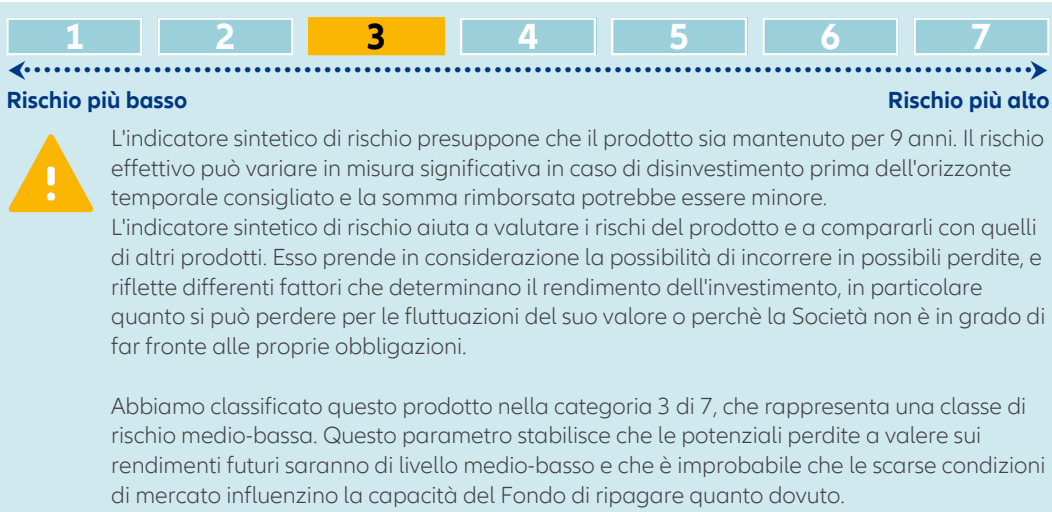 1 2 3 4 5 6 7
Rischio più basso Rischio più alto
L'indicatore sintetico di rischio presuppone che il prodotto sia mantenuto per 9 anni. Il rischio
effettivo può variare in misura significativa in caso di disinvestimento prima dell'orizzonte
temporale consigliato e la somma rimborsata potrebbe essere minore.
L'indicatore sintetico di rischio aiuta a valutare i rischi del prodotto e a compararli con quelli
di altri prodotti. Esso prende in considerazione la possibilità di incorrere in possibili perdite, e
riflette differenti fattori che determinano il rendimento dell'investimento, in particolare
quanto si può perdere per le fluttuazioni del suo valore o perchè la Società non è in grado di
far fronte alle proprie obbligazioni.
Abbiamo classificato questo prodotto nella categoria 3 di 7, che rappresenta una classe di
rischio medio-bassa. Questo parametro stabilisce che le potenziali perdite a valere sui
rendimenti futuri saranno di livello medio-basso e che è improbabile che le scarse condizioni
di mercato influenzino la capacità del Fondo di ripagare quanto dovuto.